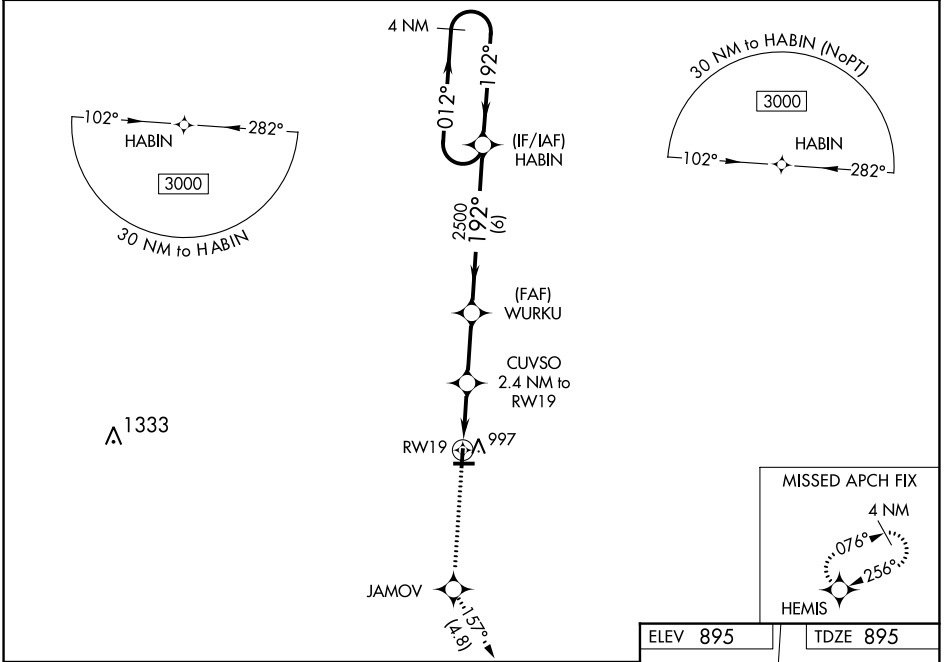 4 NM
012°
192°
(IF/IAF)
HABIN
102°
282°
HABIN
3000
30 NM to HABIN
30 NM to HABIN (NoPT)
3000
HABIN
102°
282°
2500
192°
(6)
(FAF)
WURKU
CUVSO
2.4 NM to
RW19
1333
RW19
997
JAMOV
157°
(4.8)
MISSED APCH FIX
4 NM
076°
256°
HEMIS
ELEV 895
TDZE 895